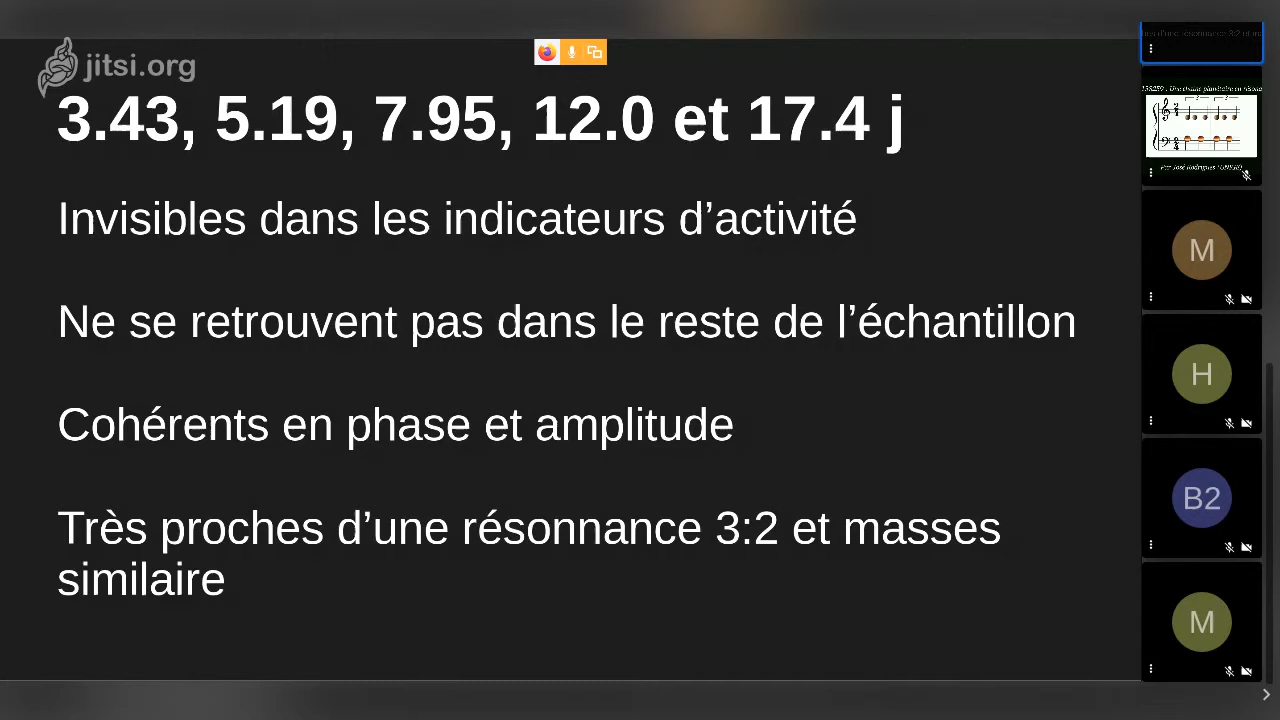 jitsi.org
3.43, 5.19, 7.95, 12.0 et 17.4 j
Invisibles dans les indicateurs d’activité
Ne se retrouvent pas dans le reste de l’échantillon
Cohérents en phase et amplitude
Très proches d’une résonnance 3:2 et masses
similaire
M
H
B2
M